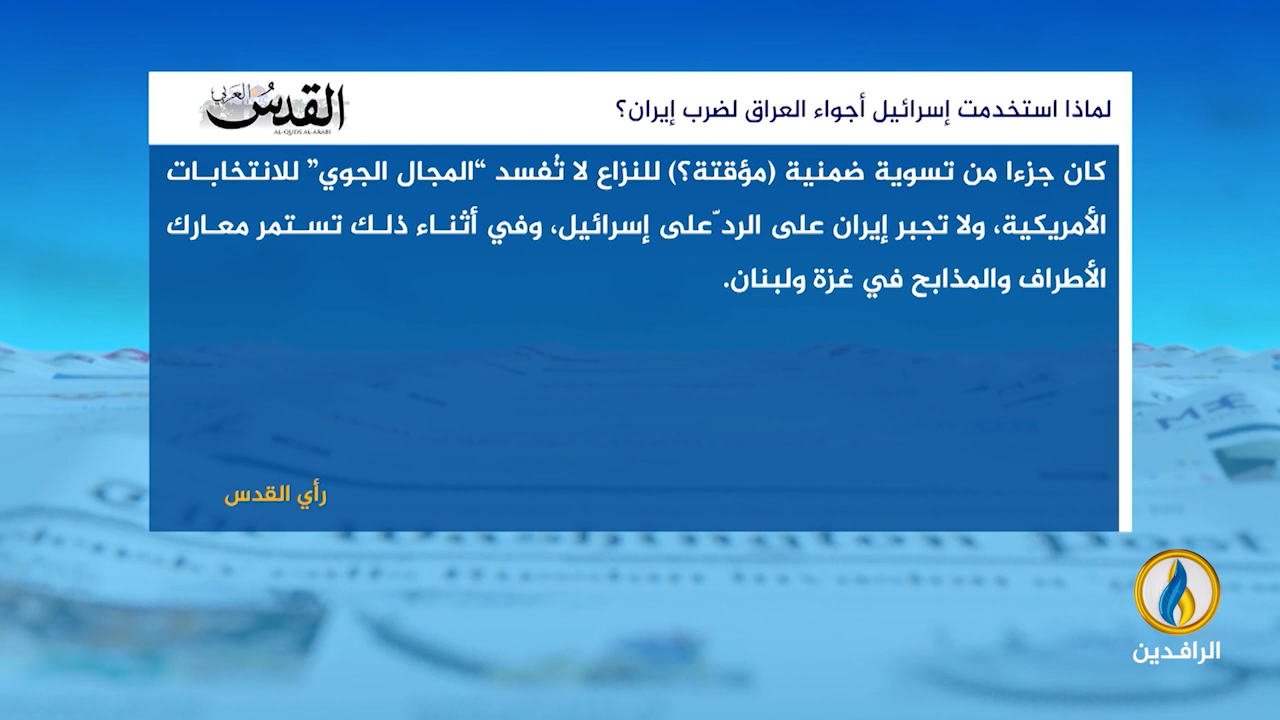 القدس العربي
AL-QUDS AL-ARABI
لماذا استخدمت إسرائيل أجواء العراق لضرب إيران؟
كان جزءا من تسوية ضمنية (مؤقتة؟) للنزاع لا تُفسد “المجال الجوي” للانتخابات
الأمريكية، ولا تجبر إيران على الردّ على إسرائيل، وفي أثناء ذلك تستمر معارك
الأطراف والمذابح في غزة ولبنان.
رأي القدس
Washington Post
الرافدين